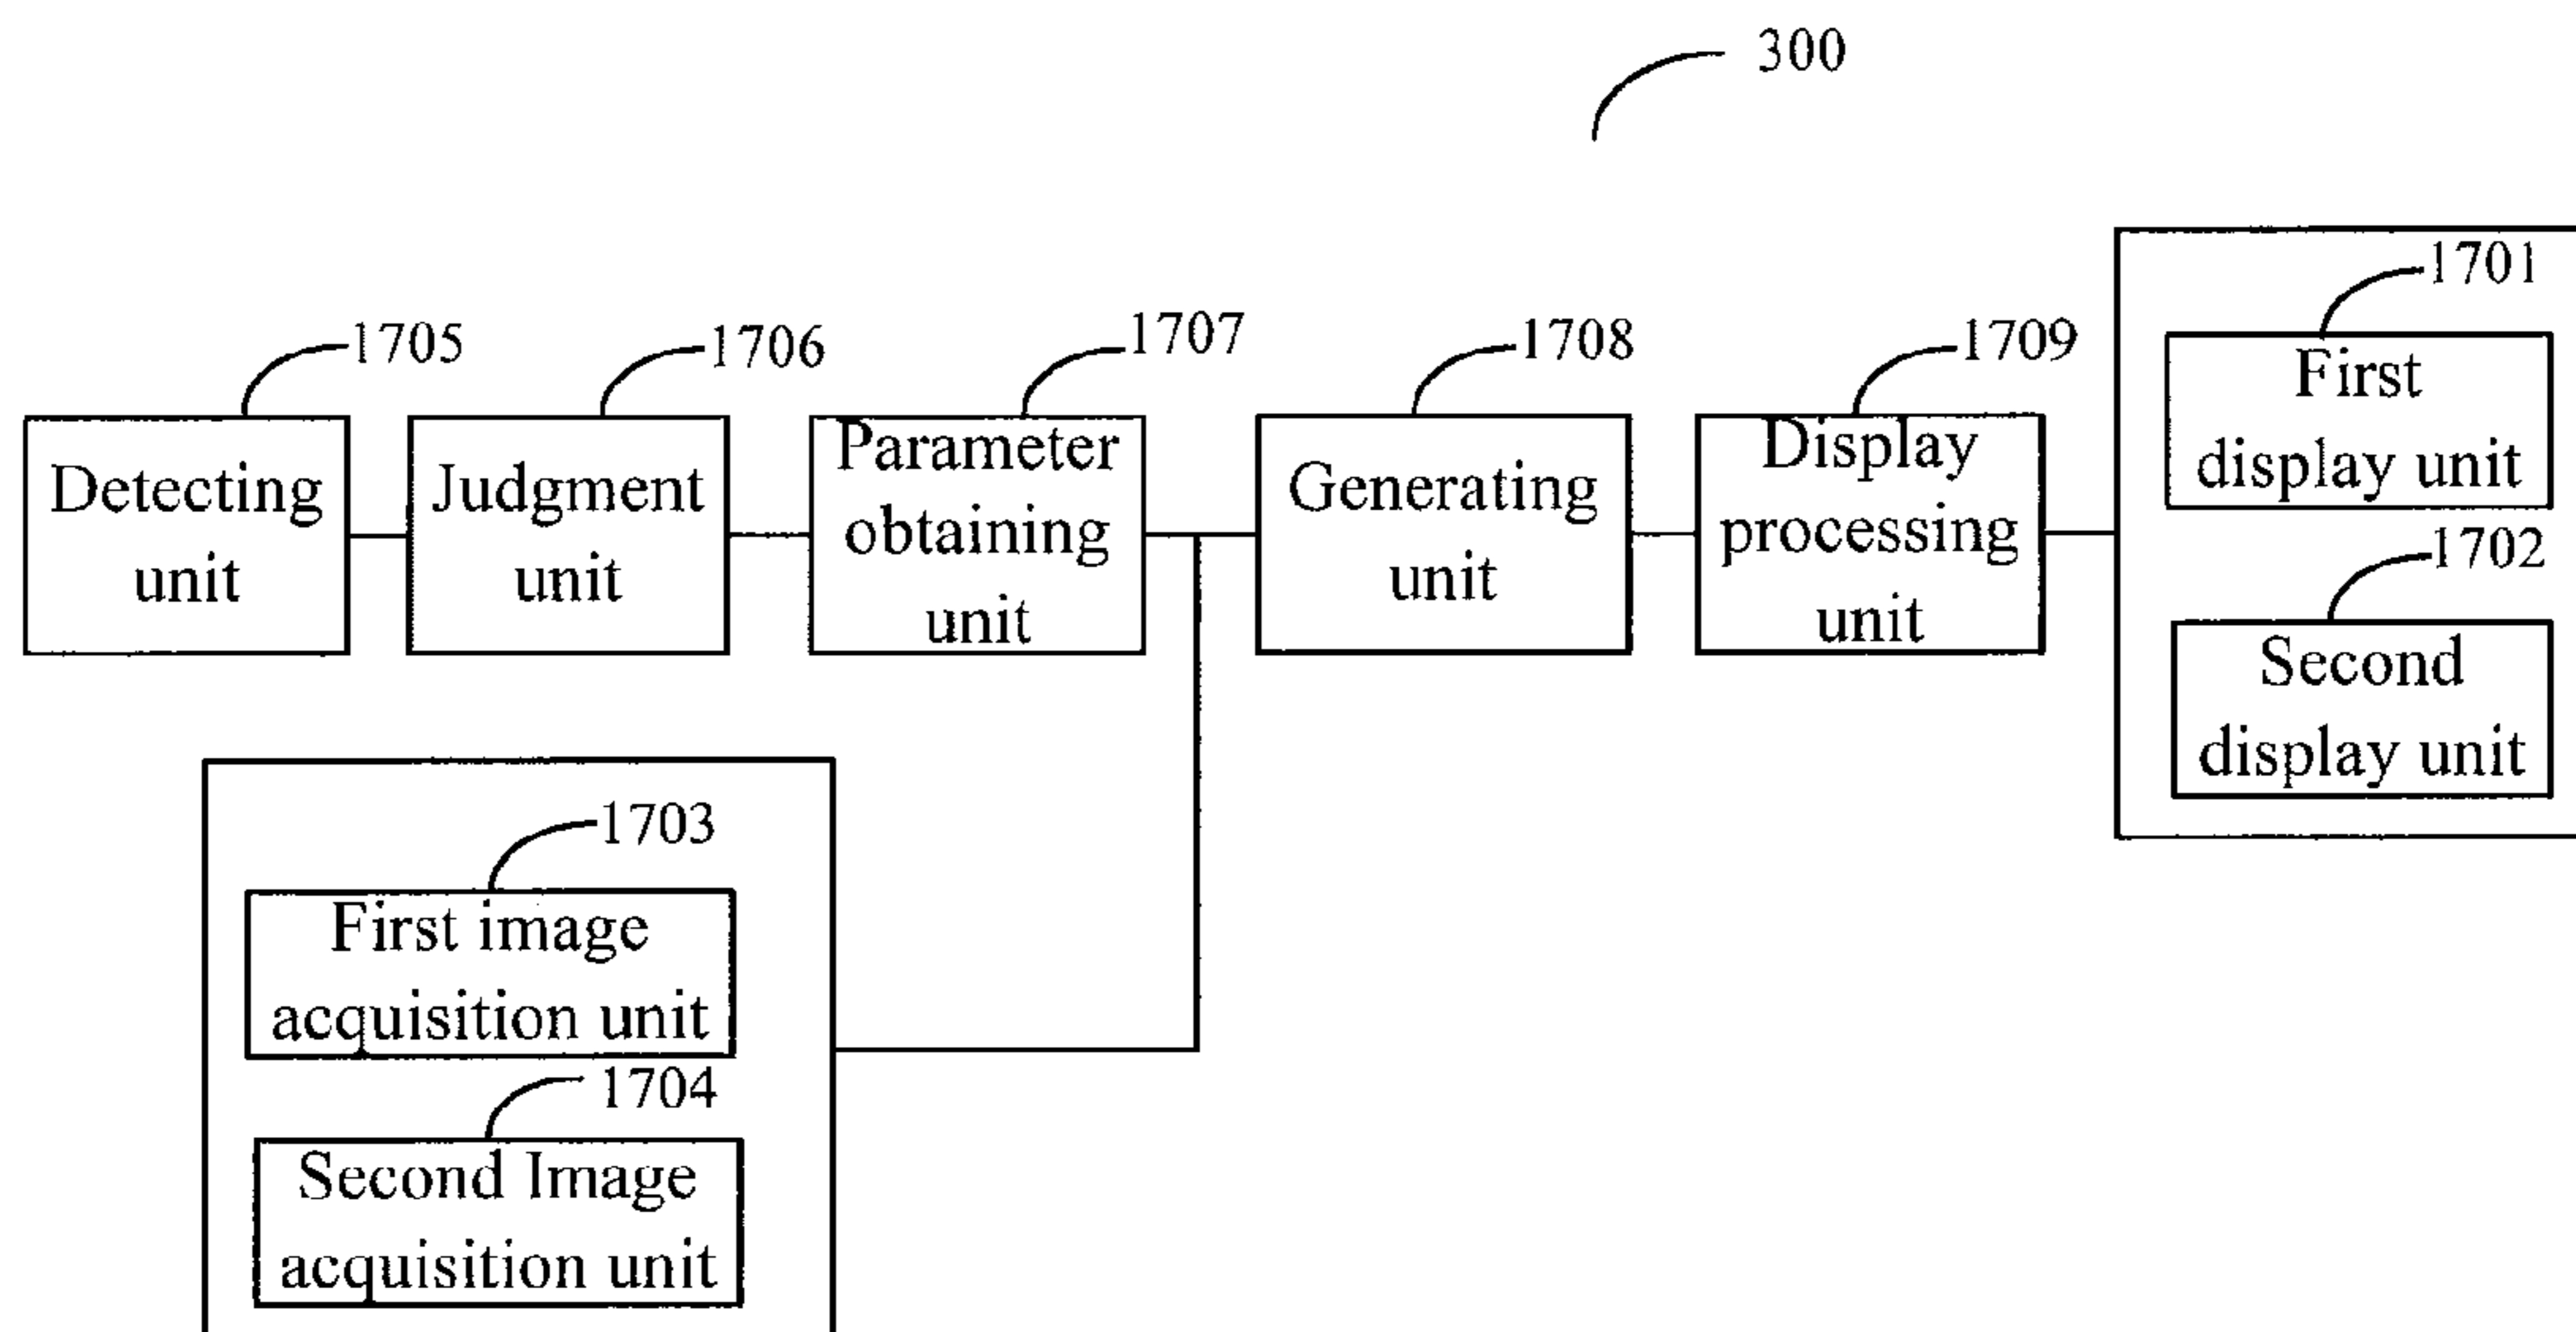 300
1701
First
display unit
1702
Second
display unit
1705
1706
1707
1708
1709
Detecting
unit
Judgment
unit
Parameter
obtaining
unit
Generating
unit
Display
processing
unit
1703
First image
acquisition unit
1704
Second Image
acquisition unit